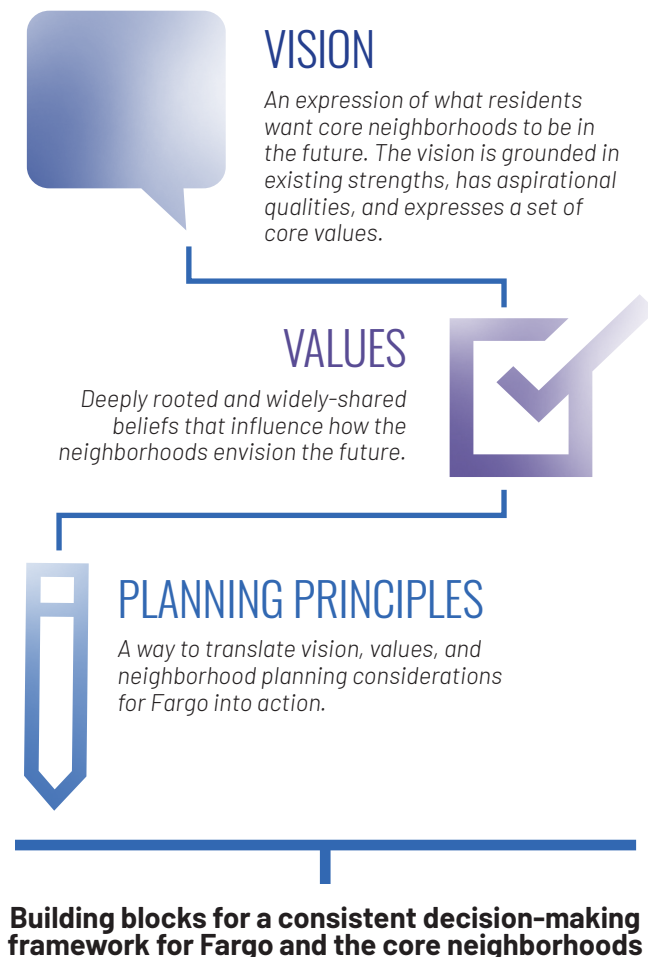 VISION
An expression of what residents
want core neighborhoods to be in
the future. The vision is grounded in
existing strengths, has aspirational
qualities, and expresses a set of
core values.
VALUES
Deeply rooted and widely-shared
beliefs that influence how the
neighborhoods envision the future.
PLANNING PRINCIPLES
A way to translate vision, values, and
neighborhood planning considerations
for Fargo into action.
Building blocks for a consistent decision-making
framework for Fargo and the core neighborhoods